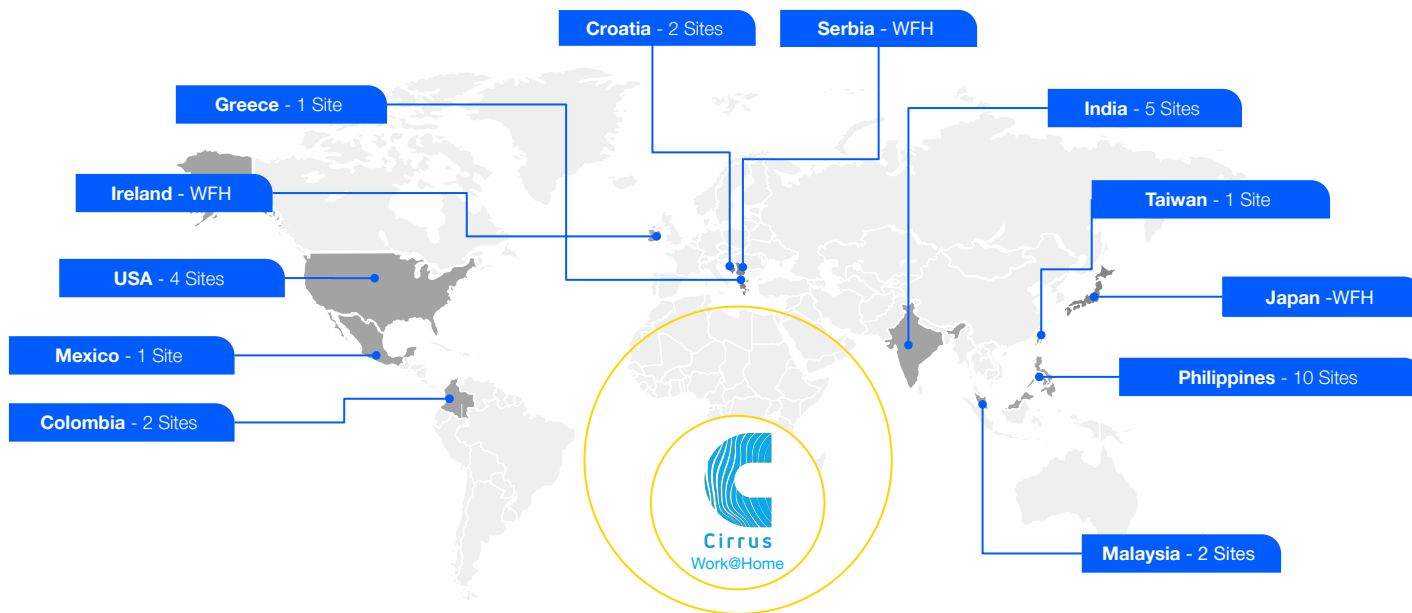 Croatia - 2 Sites
Serbia - WFH
Greece - 1 Site
India - 5 Sites
Ireland - WFH
Taiwan - 1 Site
USA - 4 Sites
Japan -WFH
Mexico - 1 Site
Philippines - 10 Sites
Colombia - 2 Sites
Cirrus
Work@Home
Malaysia - 2 Sites